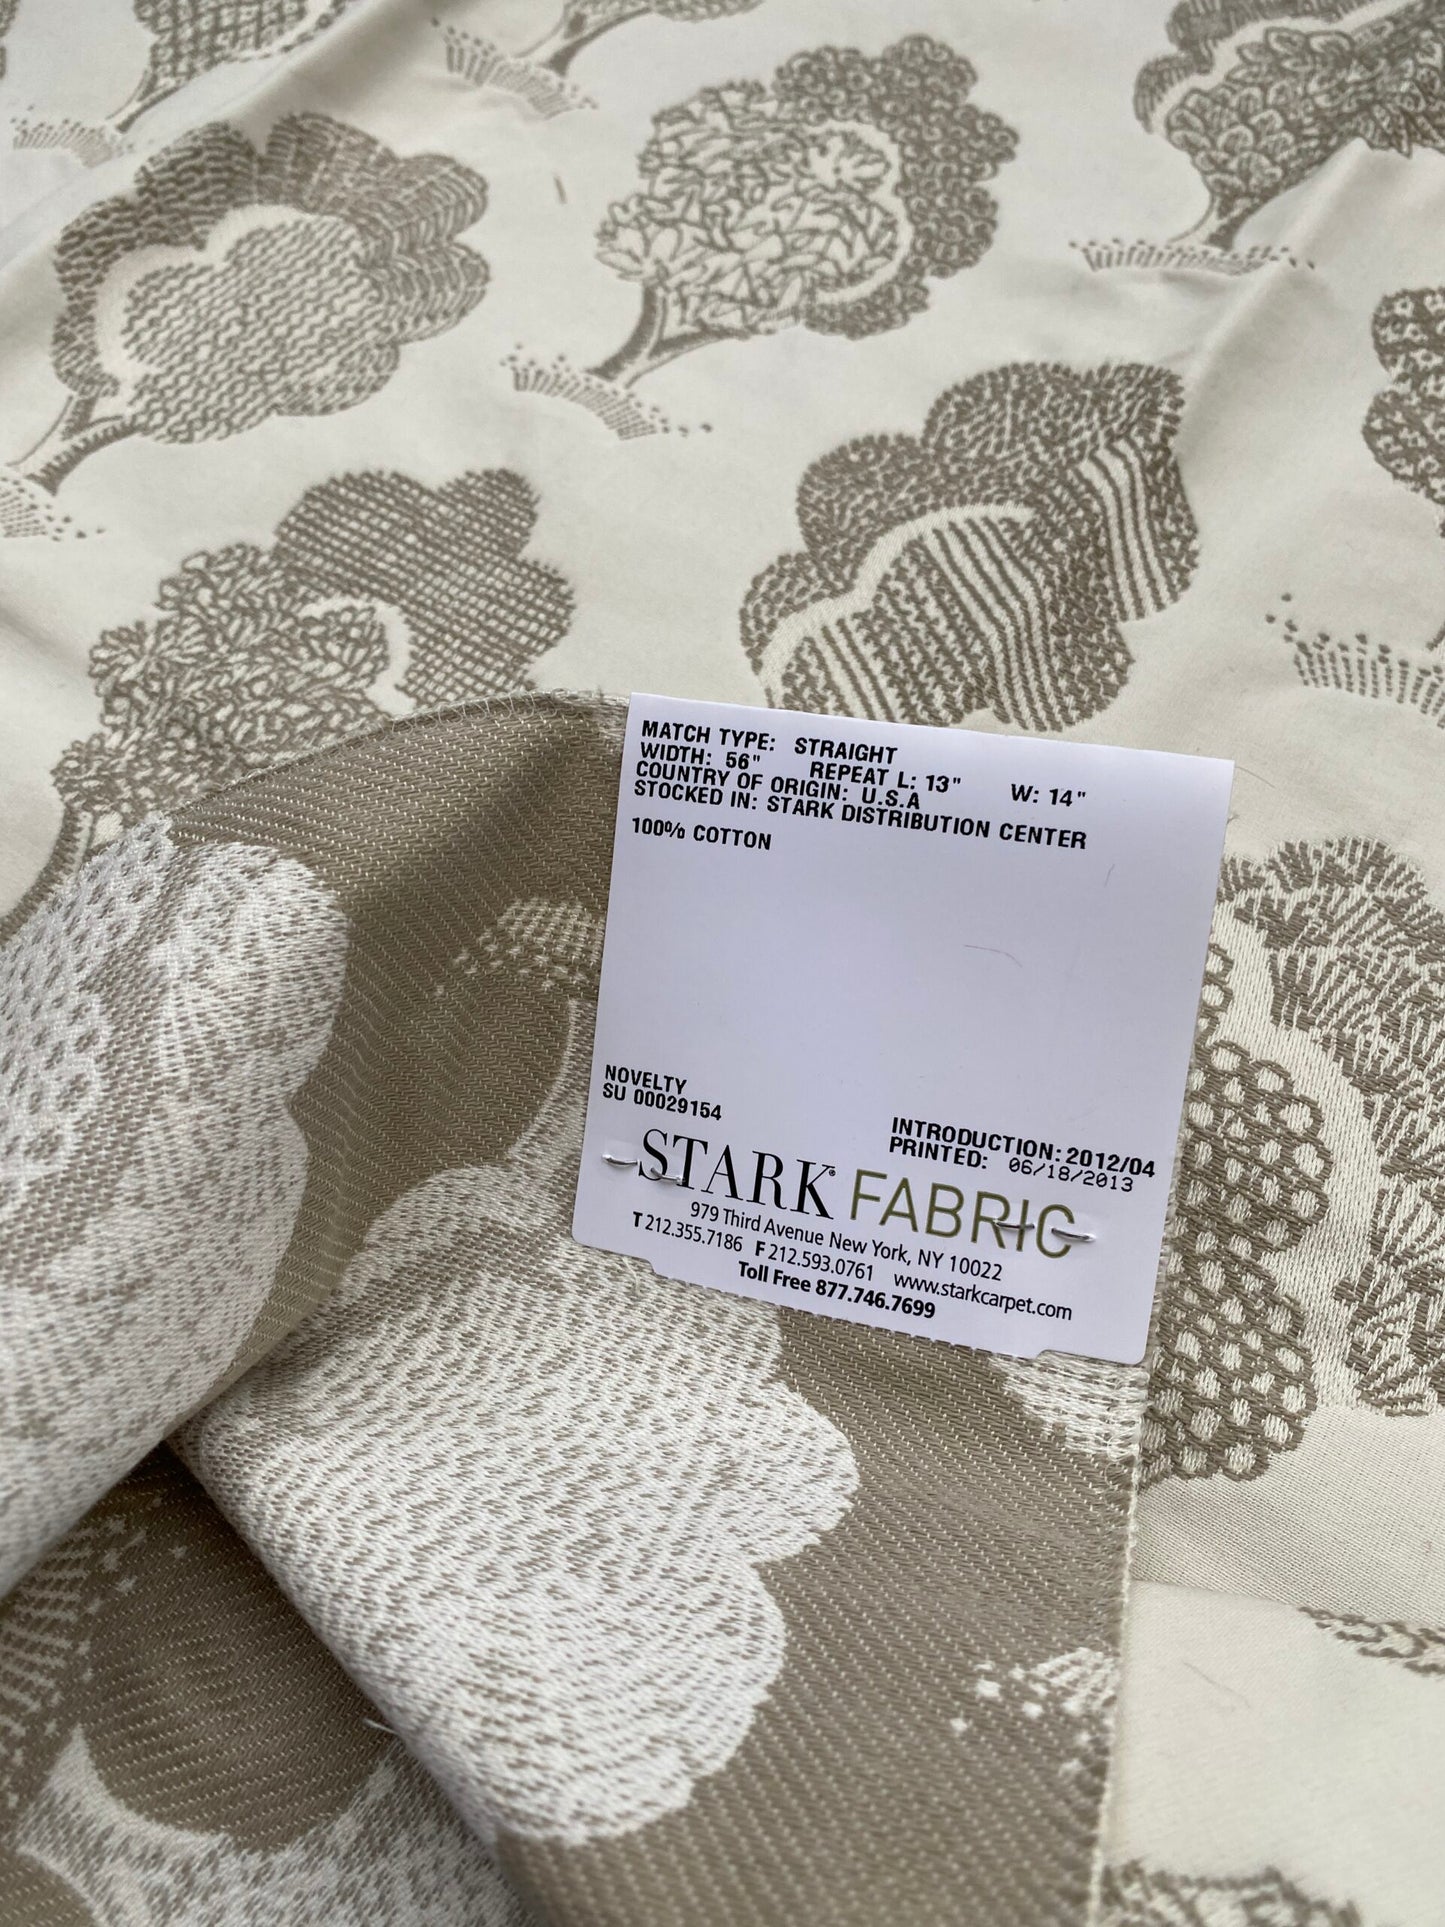 MATCH TYPE: STRAIGHT
WIDTH: 56" REPEAT L: 13" W: 14"
COUNTRY OF ORIGIN: U.S.A
STOCKED IN: STARK DISTRIBUTION CENTER
100% COTTON
NOVELTY
SU 00029154
INTRODUCTION: 2012/04
PRINTED: 06/18/2013
STARK® FABRIC
979 Third Avenue New York, NY 10022
T 212.355.7186 F 212.593.0761 www.starkcarpet.com
Toll Free 877.746.7699